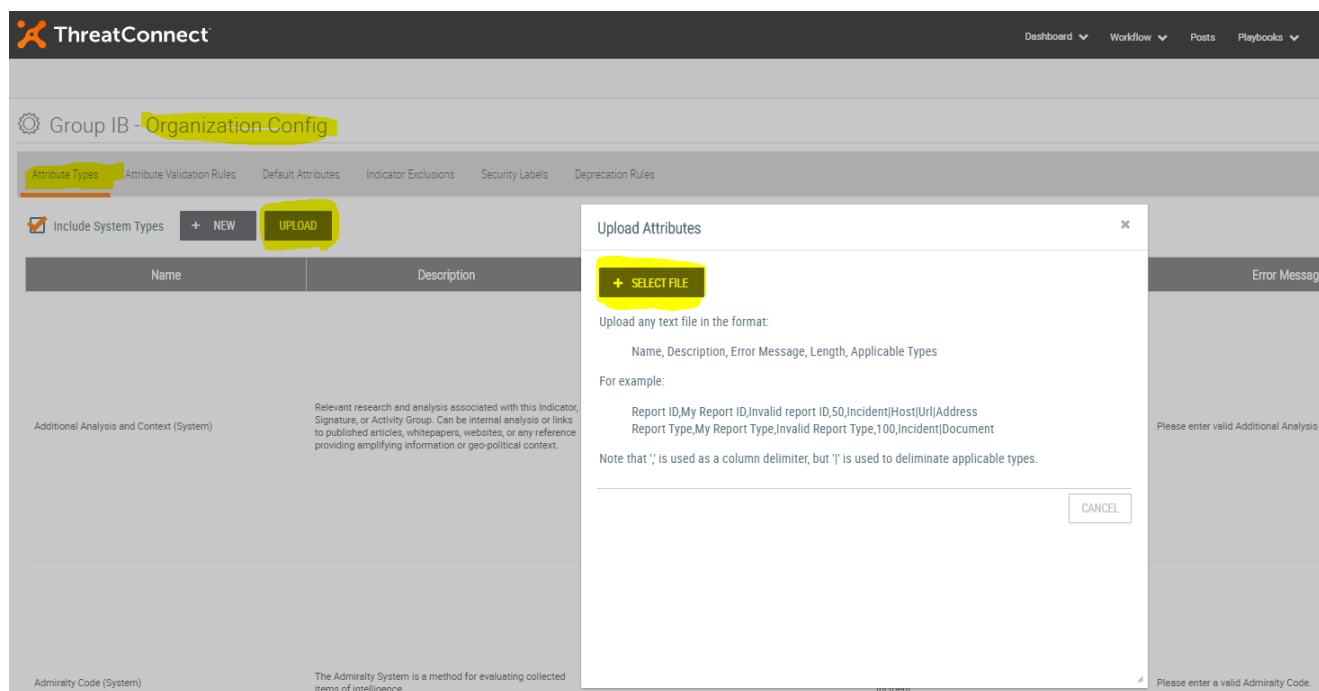 ThreatConnect
Dashboard Workflow Posts Playbooks
Group IB - Organization Config
Attribute Types Attribute Validation Rules Default Attributes Indicator Exclusions Security Labels Deprecation Rules
Include System Types + NEW UPLOAD
Name Description Error Messag
Upload Attributes
+ SELECT FILE
Upload any text file in the format:
Name, Description, Error Message, Length, Applicable Types
For example:
Report ID,My Report ID,Invalid report ID,50,Incident|Host|Url|Address
Report Type,My Report Type,Invalid Report Type,100,Incident|Document
Note that ',' is used as a column delimiter, but '|' is used to deliminate applicable types.
CANCEL
Additional Analysis and Context (System)
Relevant research and analysis associated with this Indicator,
Signature, or Activity Group. Can be internal analysis or links
to published articles, whitepapers, websites, or any reference
providing amplifying information or geo-political context.
Please enter valid Additional Analysis
Admiralty Code (System)
The Admiralty System is a method for evaluating collected
items of intelligence
Incident
Please enter a valid Admiralty Code.